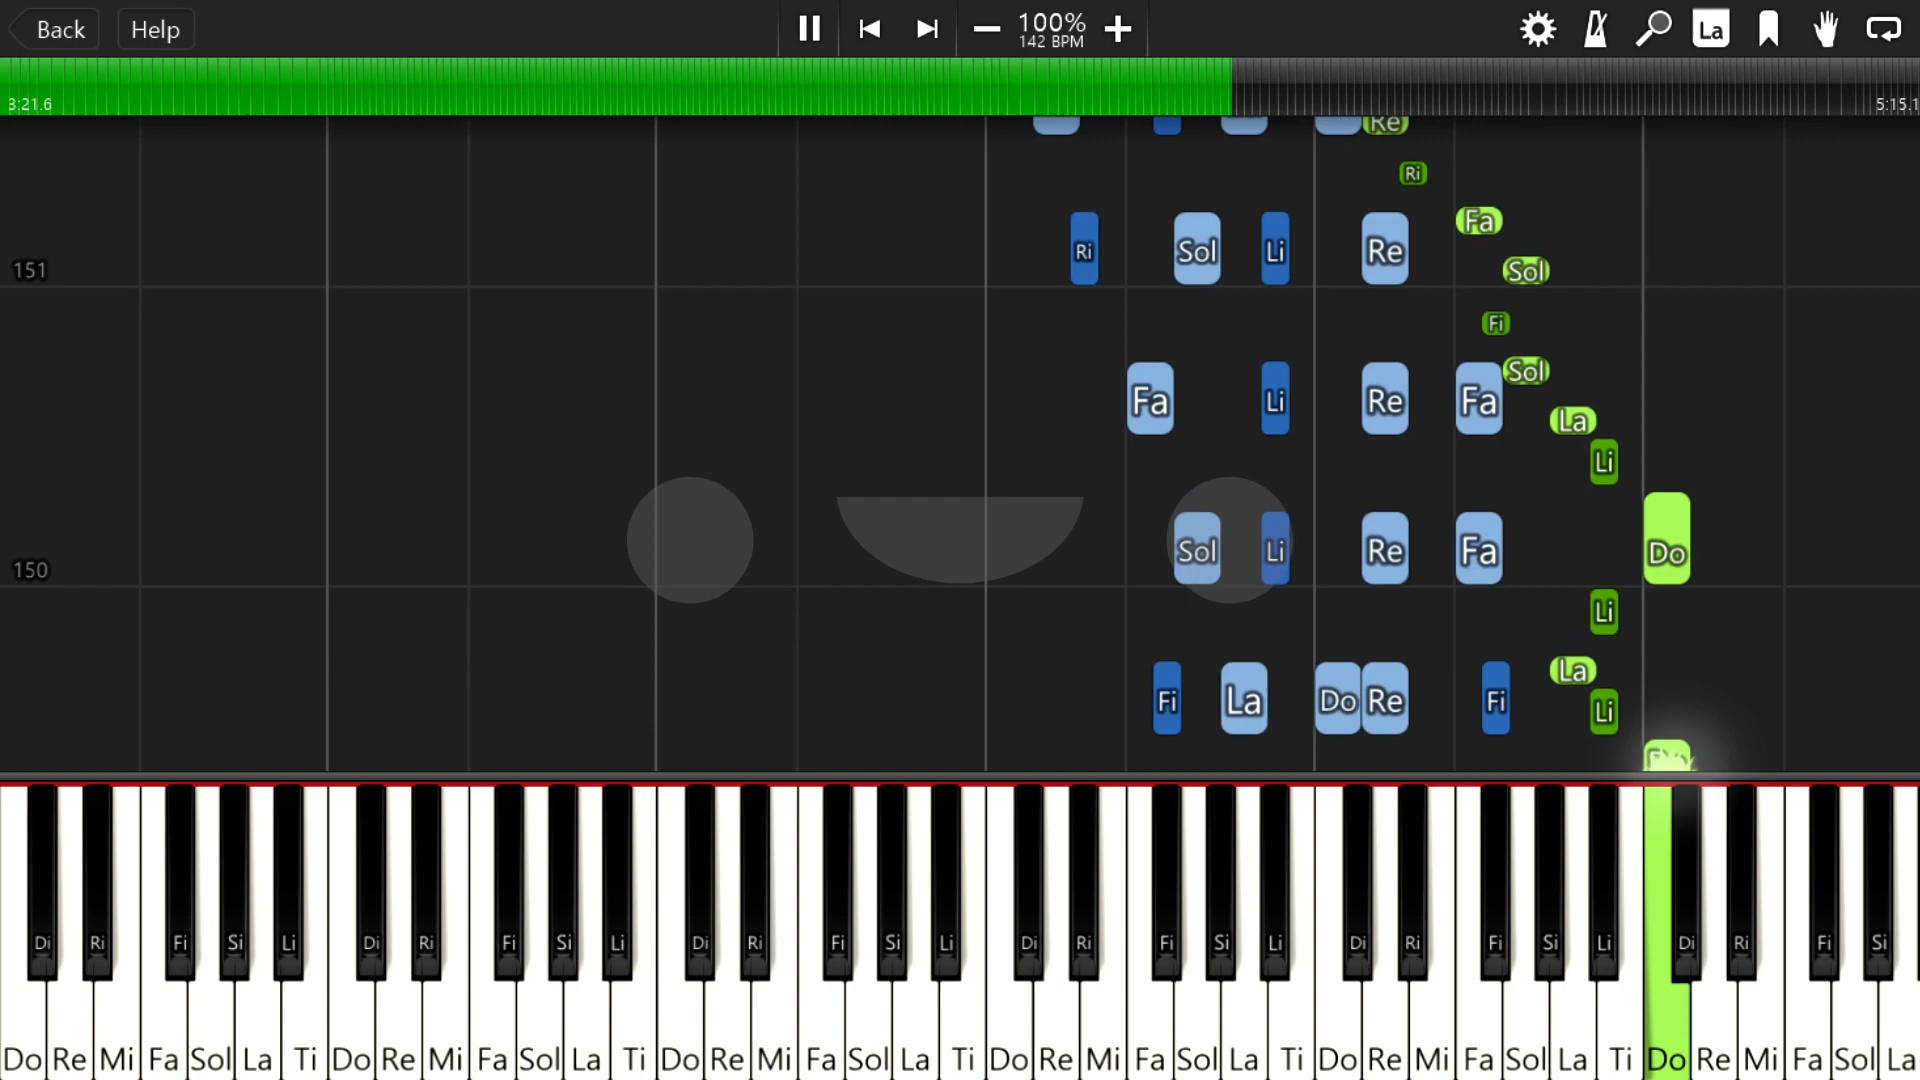 Back Help 100% La
142 BPM
3:21.6 5:15.1
Re
Ri
Fa
Ri Sol Li Re
151 Sol
Fi
Sol
Fa Li Re Fa
La
Li
Sol Li Re Fa Do
150
Li
La
Fi La Do Re Fi
Li
Di Ri Fi Si Li Di Ri Fi Si Li Di Ri Fi Si Li Di Ri Fi Si Li Di Ri Fi Si Li Di Ri Fi Si
Do Re Mi Fa Sol La Ti Do Re Mi Fa Sol La Ti Do Re Mi Fa Sol La Ti Do Re Mi Fa Sol La Ti Do Re Mi Fa Sol La Ti Do Re Mi Fa Sol La